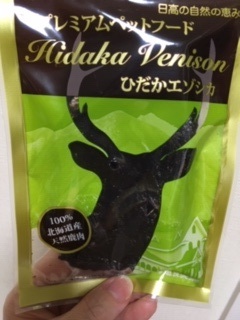 日高の自然の恵み
プレミアムペットフード
Hidaka Venison
ひだかエゾシカ
100%
北海道産
天然鹿肉